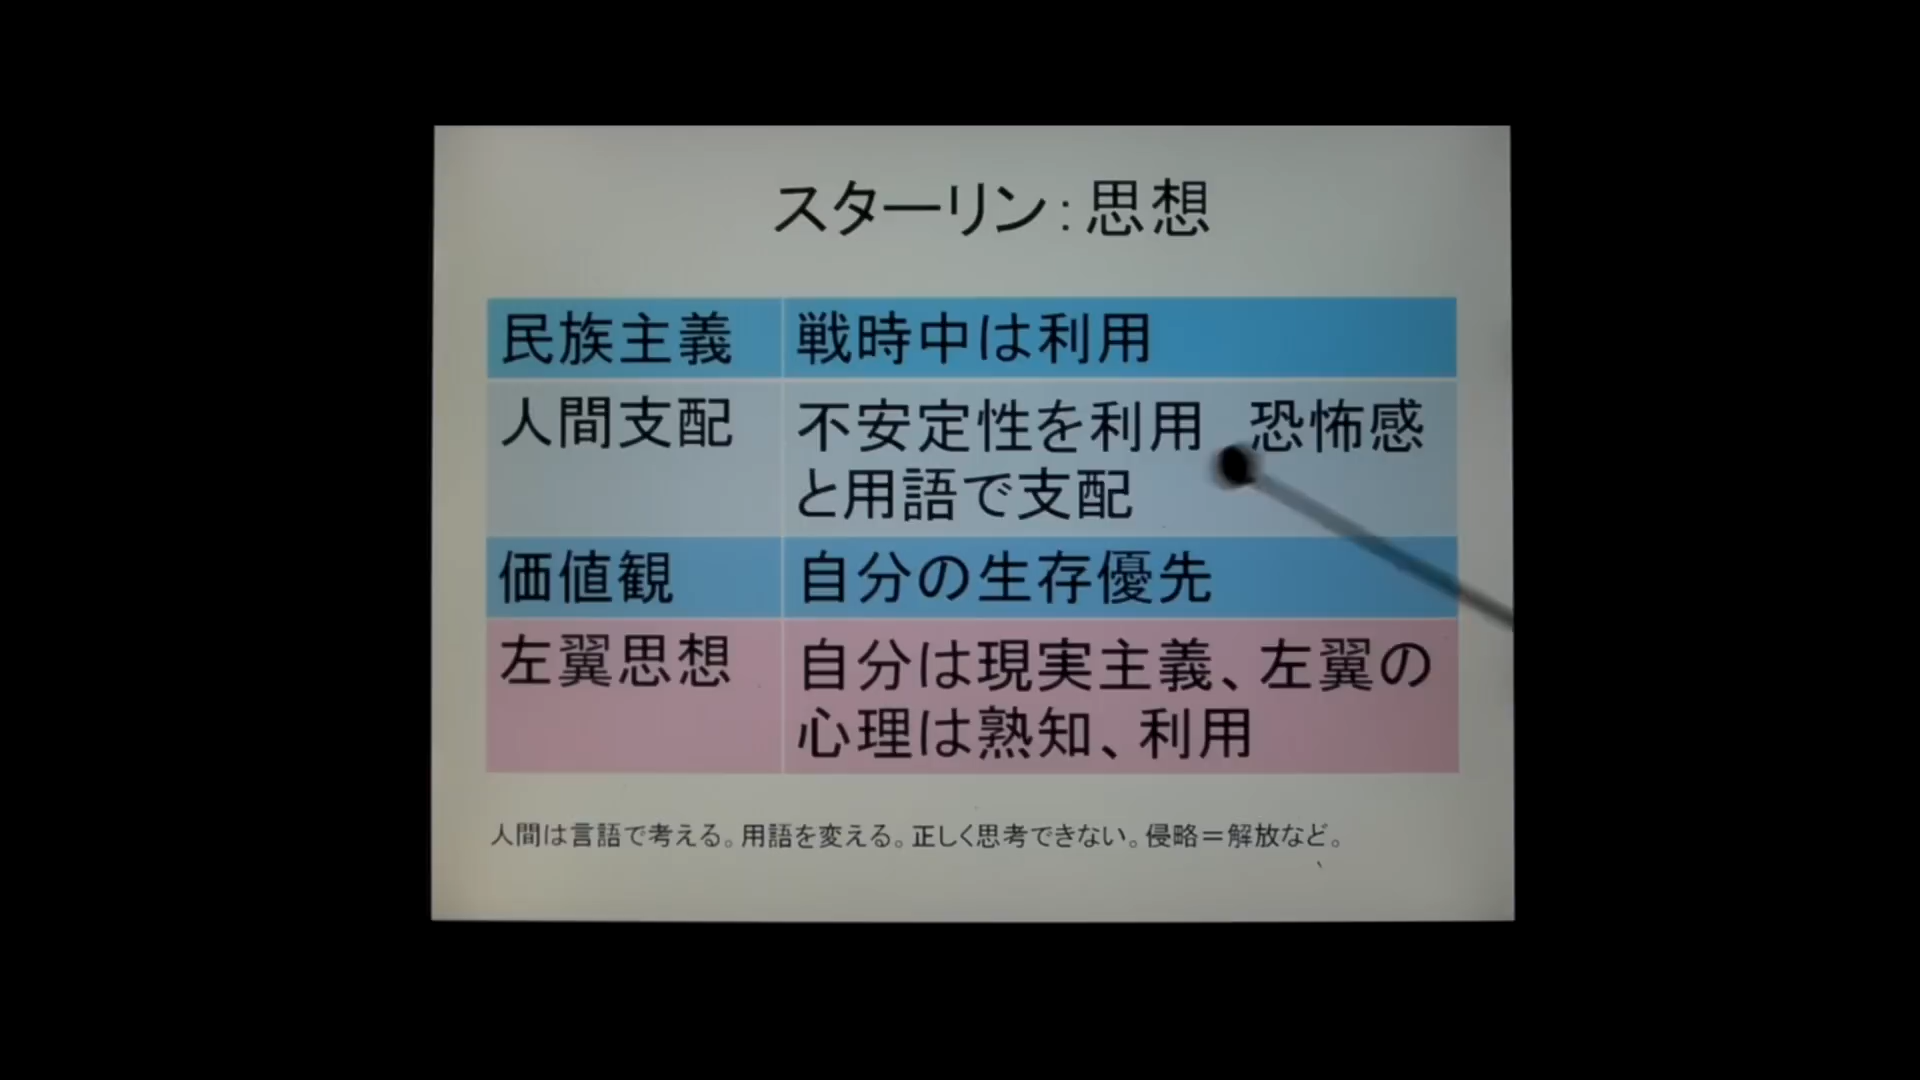 スターリン：思想
民族主義 戦時中は利用
人間支配 不安定性を利用 恐怖感
と用語で支配
価値観 自分の生存優先
左翼思想 自分は現実主義、左翼の
心理は熟知、利用
人間は言語で考える。用語を変える。正しく思考できない。侵略＝解放など。